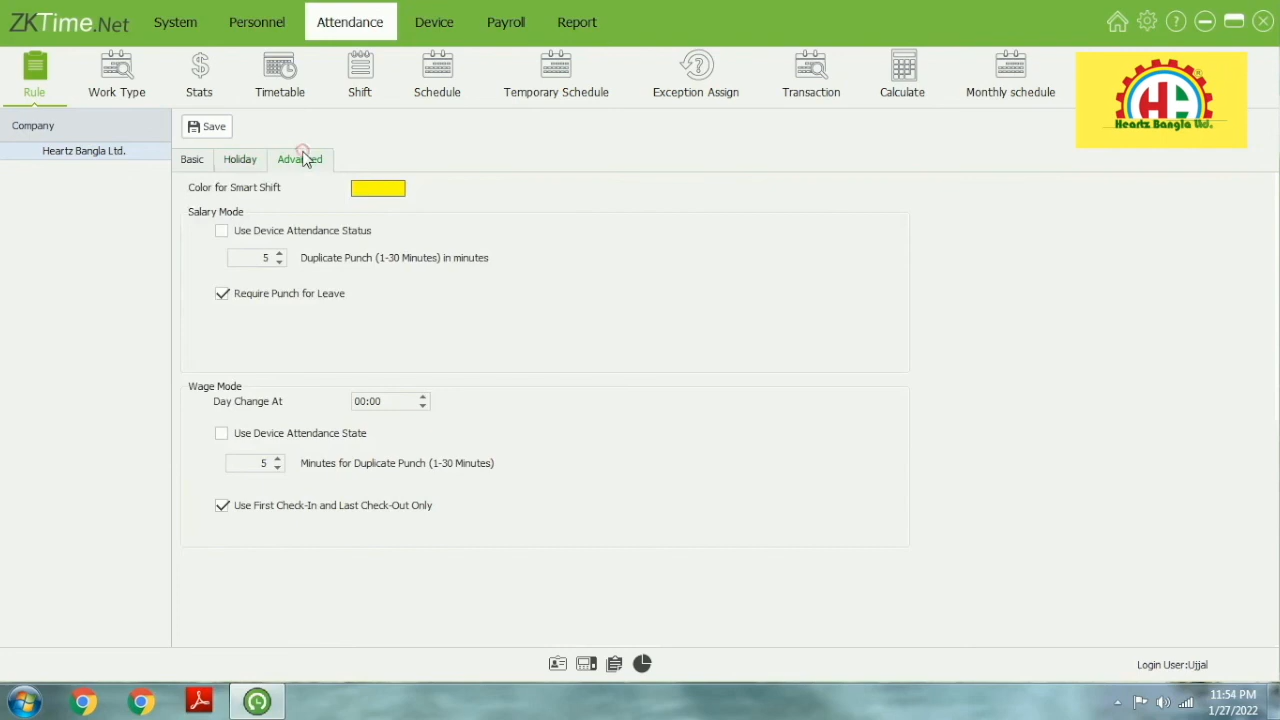 ZKTime.Net
System
Personnel
Attendance
Device
Payroll
Report
Rule
Work Type
Stats
Timetable
Shift
Schedule
Temporary Schedule
Exception Assign
Transaction
Calculate
Monthly schedule
Heartz Bangla Ltd.
Company
Heartz Bangla Ltd.
Save
Basic
Holiday
Advanced
Color for Smart Shift
Salary Mode
Use Device Attendance Status
5
Duplicate Punch (1-30 Minutes) in minutes
Require Punch for Leave
Wage Mode
Day Change At
00:00
Use Device Attendance State
5
Minutes for Duplicate Punch (1-30 Minutes)
Use First Check-In and Last Check-Out Only
Login User:Ujjal
11:54 PM
1/27/2022